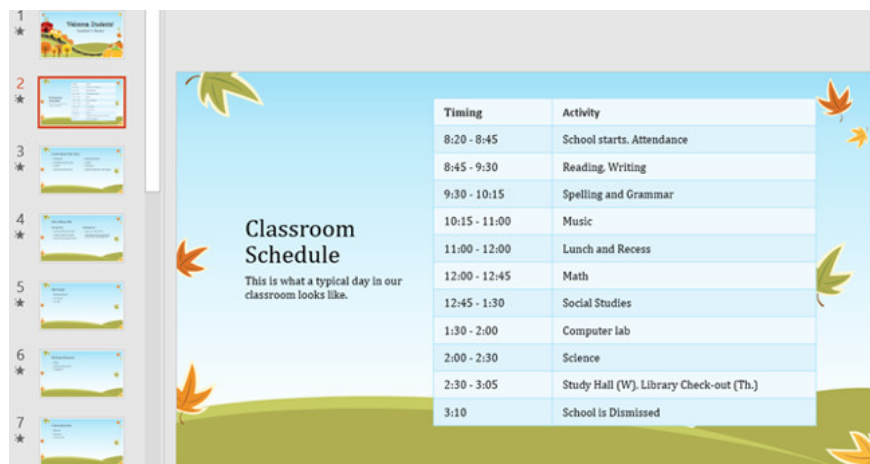 1
Welcome Students!
2
3
4
5
6
7
Classroom
Schedule
This is what a typical day in our
classroom looks like.
Timing Activity
8:20 - 8:45 School starts. Attendance
8:45 - 9:30 Reading. Writing
9:30 - 10:15 Spelling and Grammar
10:15 - 11:00 Music
11:00 - 12:00 Lunch and Recess
12:00 - 12:45 Math
12:45 - 1:30 Social Studies
1:30 - 2:00 Computer lab
2:00 - 2:30 Science
2:30 - 3:05 Study Hall (W). Library Check-out (Th.)
3:10 School is Dismissed